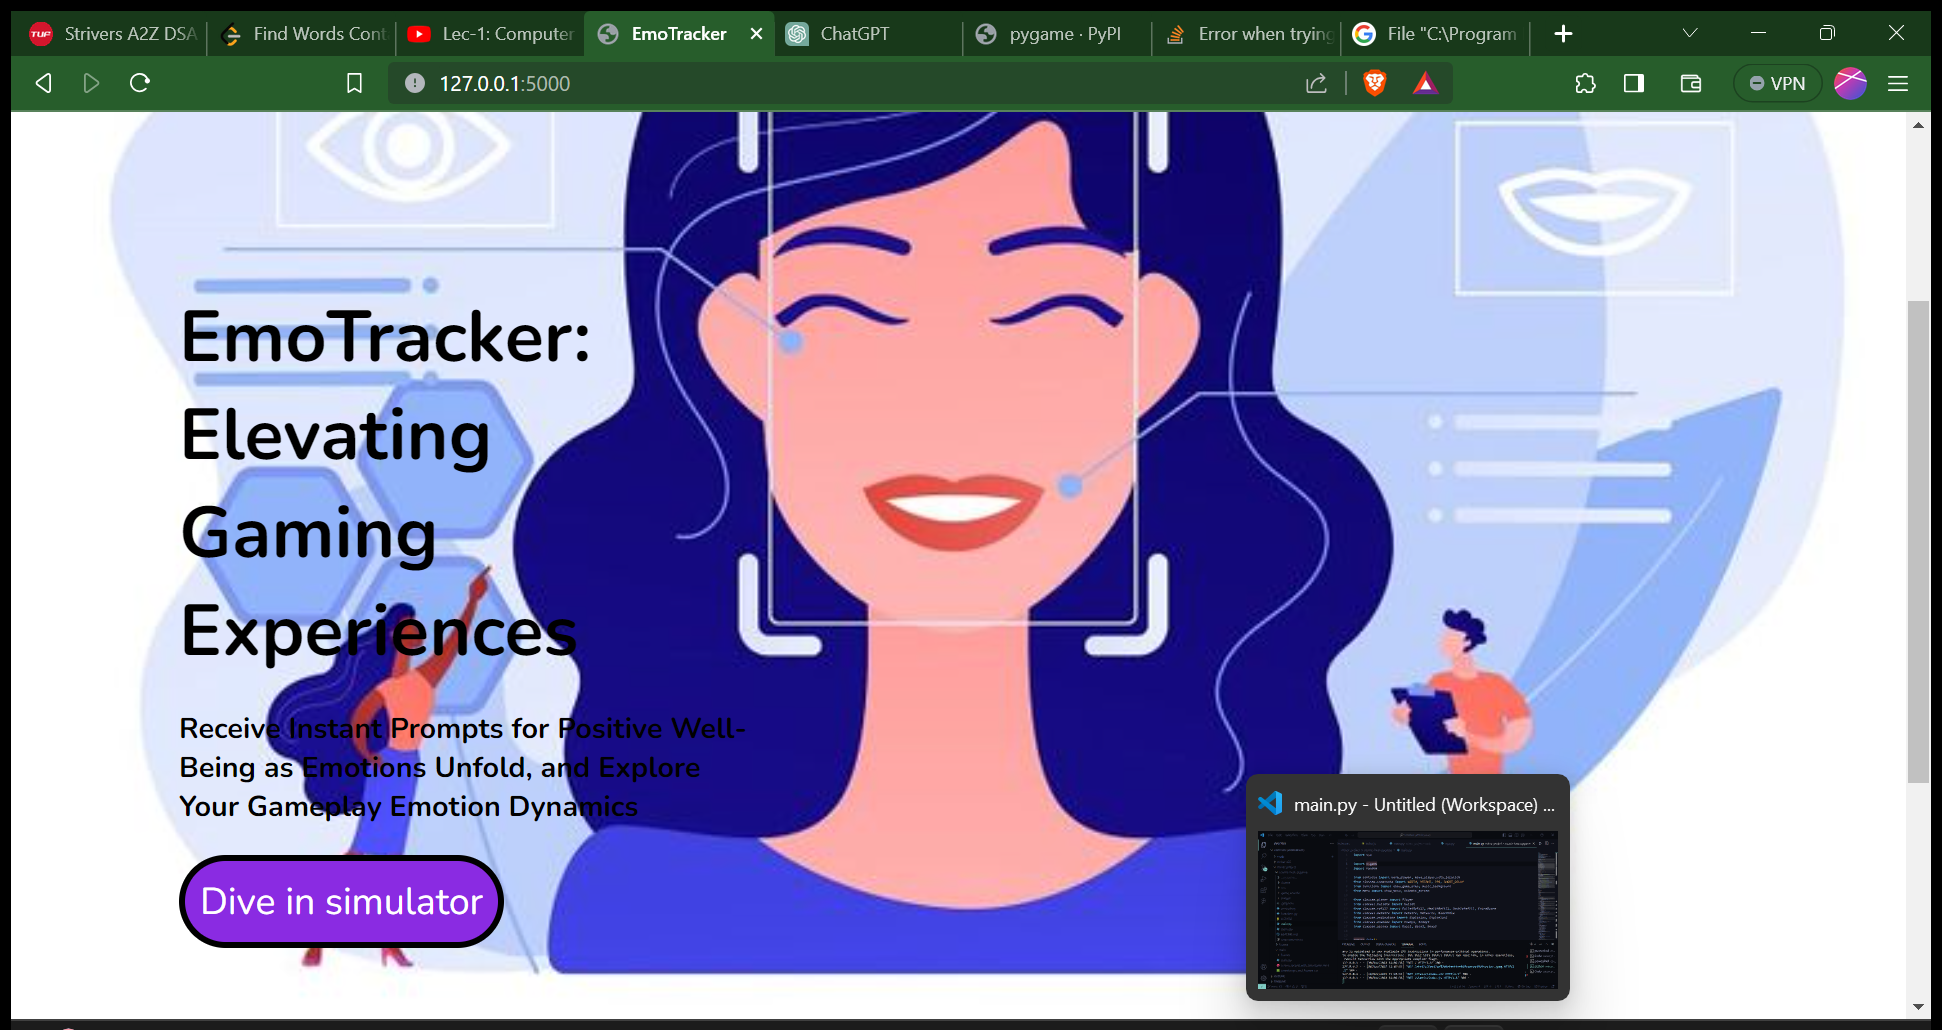 TUF Strivers A2Z DSA
Find Words Cont
Lec-1: Computer
EmoTracker
ChatGPT
pygame · PyPI
Error when trying
File "C:\Program
127.0.0.1:5000
VPN
EmoTracker:
Elevating
Gaming
Experiences
Receive Instant Prompts for Positive Well-
Being as Emotions Unfold, and Explore
Your Gameplay Emotion Dynamics
Dive in simulator
main.py - Untitled (Workspace) ...